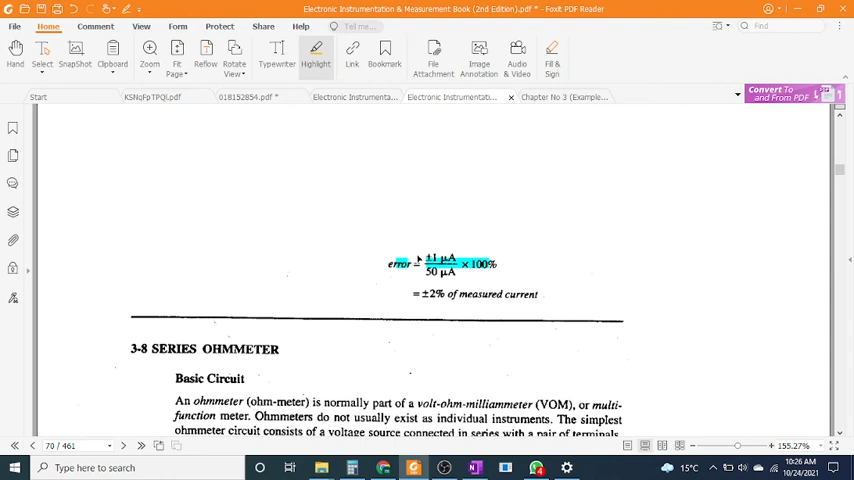 Electronic Instrumentation & Measurement Book (2nd Edition).pdf * - Foxit PDF Reader
File Home Comment View Form Protect Share Help Tell me... Find
Hand Select SnapShot Clipboard Zoom Fit Page Reflow Rotate View Typewriter Highlight Link Bookmark File Attachment Image Annotation Audio & Video Fill & Sign
Start KSNqFpTPQl.pdf 018152854.pdf * Electronic Instrumenta... Electronic Instrumentati... Chapter No 3 (Example... Convert To and From PDF
error = ±1 μA
50 μA
× 100%
= ±2% of measured current
3-8 SERIES OHMMETER
Basic Circuit
An ohmmeter (ohm-meter) is normally part of a volt-ohm-milliammeter (VOM), or multi-
function meter. Ohmmeters do not usually exist as individual instruments. The simplest
ohmmeter circuit consists of a voltage source connected in series with a pair of terminals,
70 / 461 155.27%
Type here to search 4 15°C 10:26 AM
10/24/2021